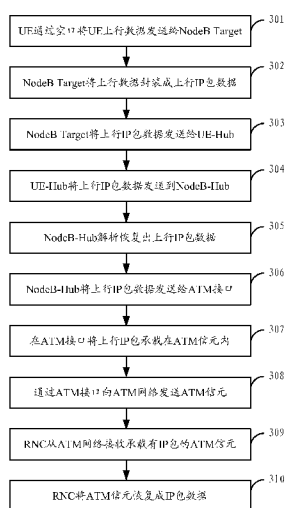 301
UE通过空口将UE上行数据发送给NodeB Target
302
NodeB Target将上行数据封装成上行IP包数据
303
NodeB Target将上行IP包数据发送给UE-Hub
304
UE-Hub将上行IP包数据发送到NodeB-Hub
305
NodeB-Hub解析恢复出上行IP包数据
306
NodeB-Hub将上行IP包数据发送给ATM接口
307
在ATM接口将上行IP包承载在ATM信元内
308
通过ATM接口向ATM网络发送ATM信元
309
RNC从ATM网络接收承载有IP包的ATM信元
310
RNC将ATM信元恢复成IP包数据